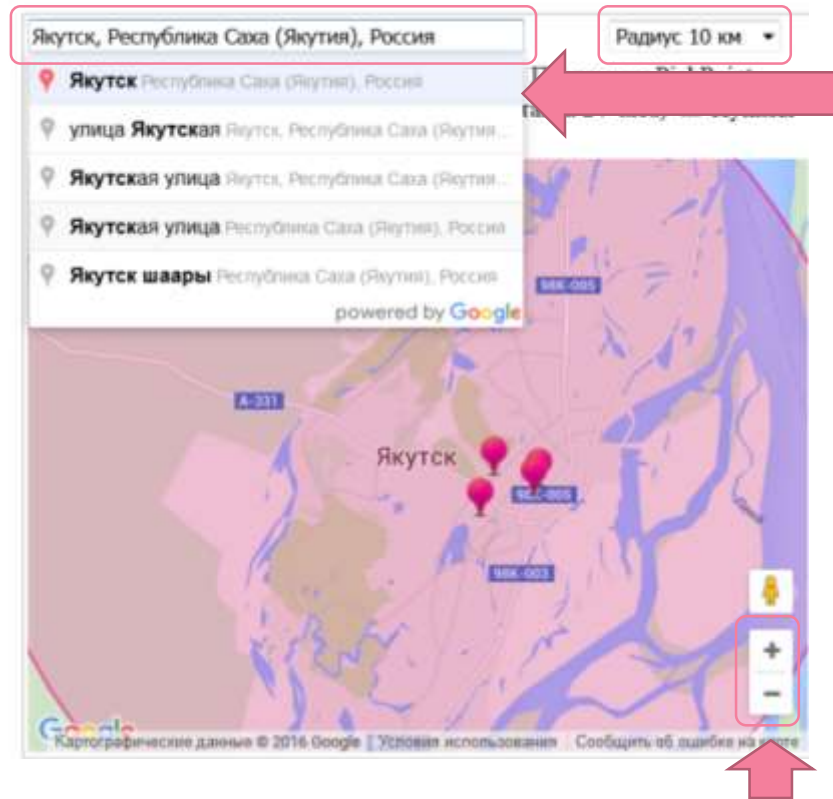 Якутск, Республика Саха (Якутия), Россия
Радиус 10 км
Якутск Республика Саха (Якутия), Россия
улица Якутская Якутск, Республика Саха (Якутия...
Якутская улица Якутск, Республика Саха (Якутия...
Якутская улица Республика Саха (Якутия), Россия
Якутск шаары Республика Саха (Якутия), Россия
powered by Google
98К-005
А-331
Якутск
98К-003
+
−
Google
Картографические данные © 2016 Google
Условия использования
Сообщить об ошибке на карте